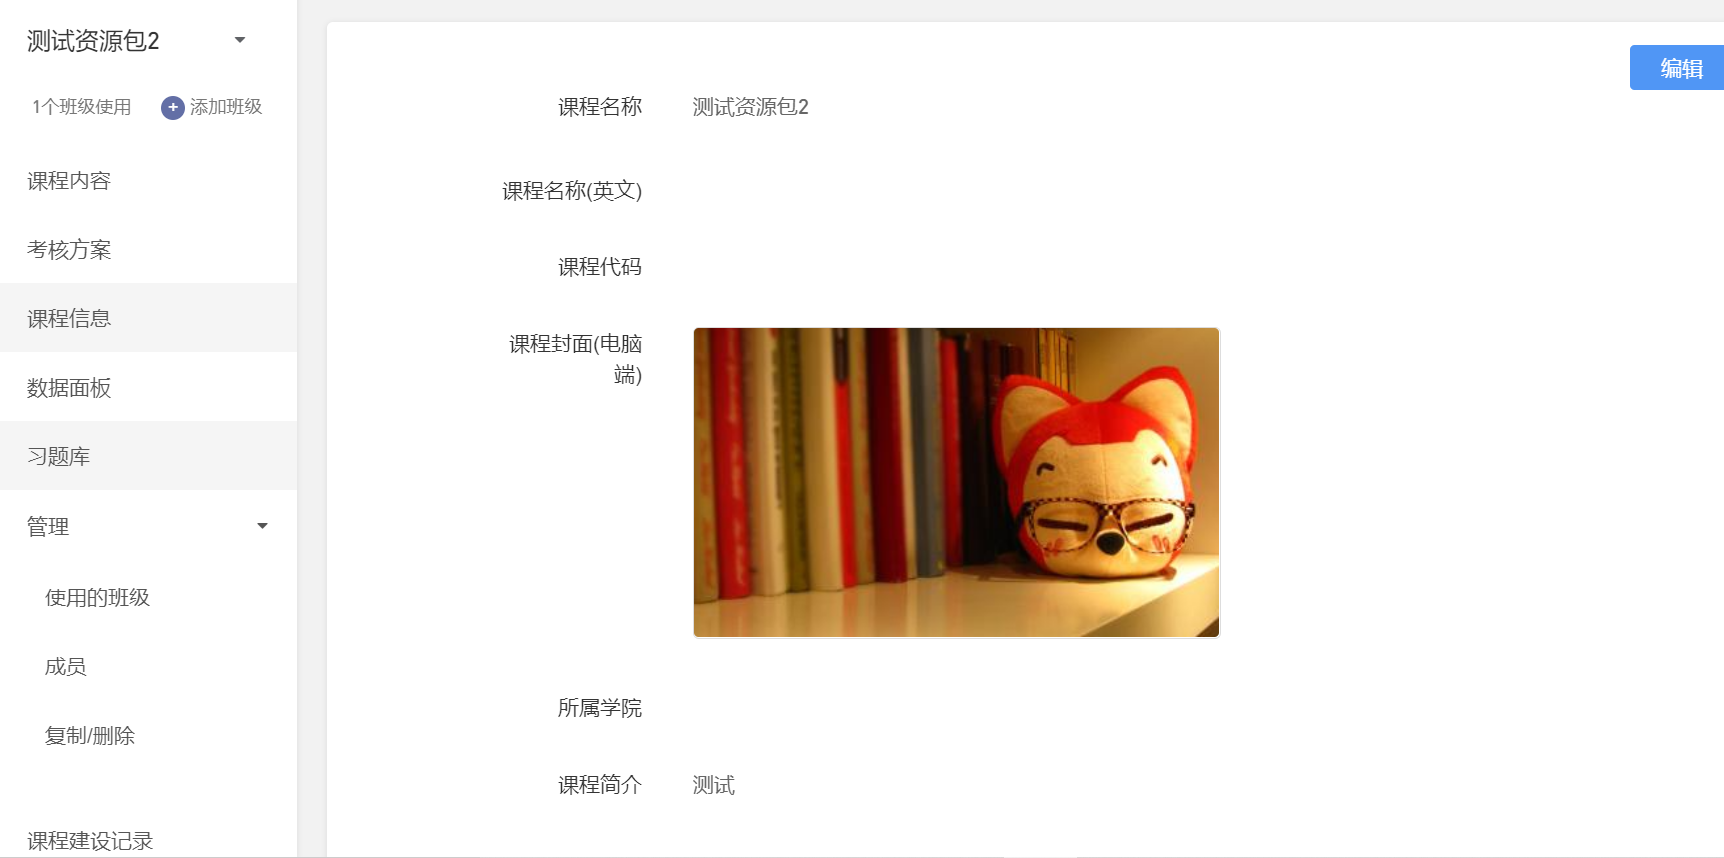 测试资源包2
1个班级使用 + 添加班级
课程内容
考核方案
课程信息
数据面板
习题库
管理
使用的班级
成员
复制/删除
课程建设记录
编辑
课程名称 测试资源包2
课程名称(英文)
课程代码
课程封面(电脑
端)
所属学院
课程简介 测试